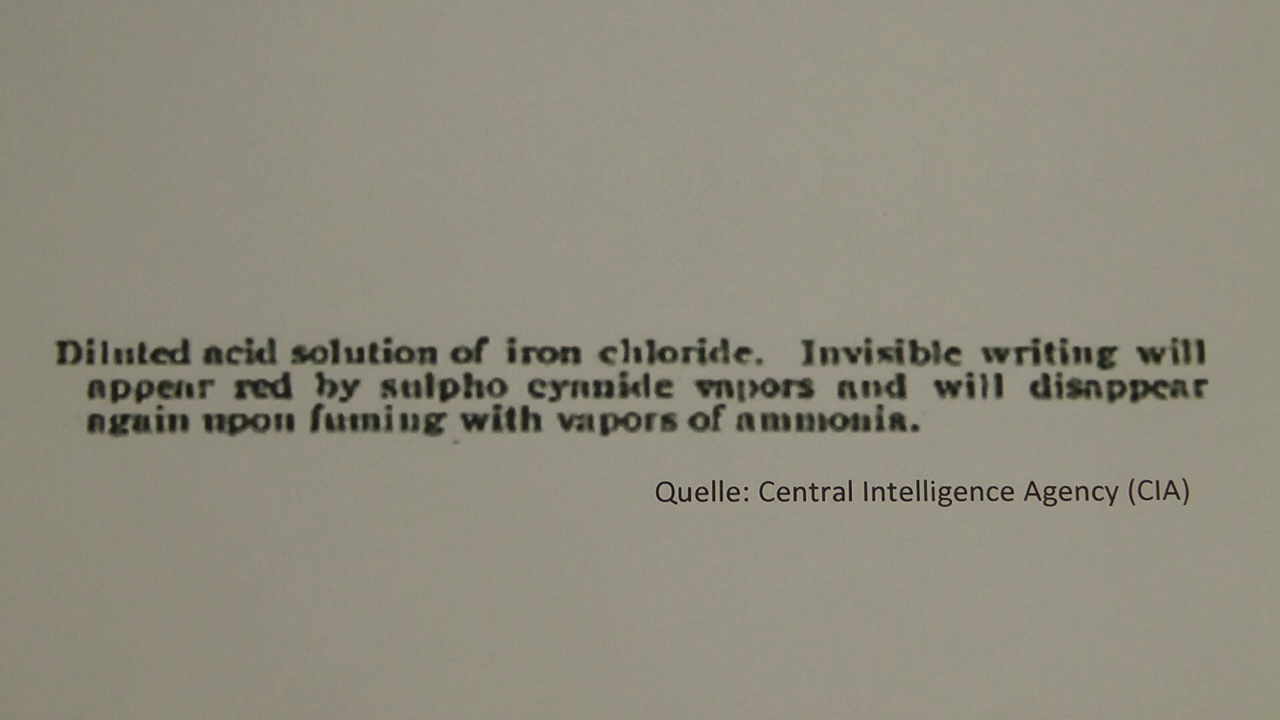 Diluted acid solution of iron chloride. Invisible writing will
appear red by sulpho cyanide vapors and will disappear
again upon fuming with vapors of ammonia.
Quelle: Central Intelligence Agency (CIA)